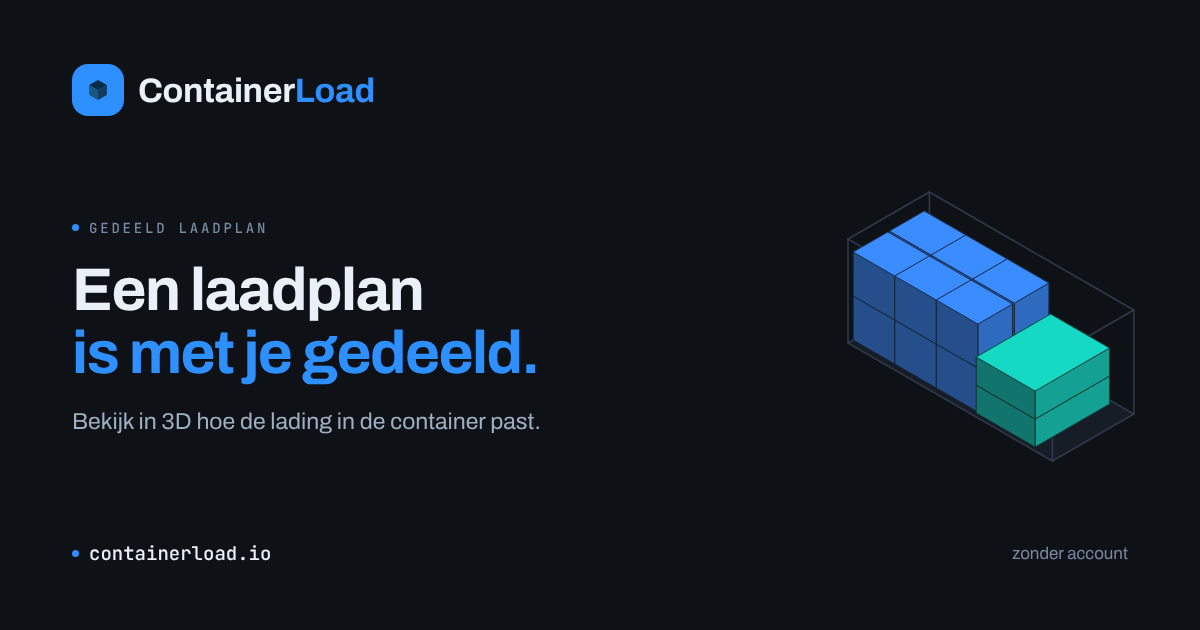 ContainerLoad
GEDEELD LAADPLAN
Een laadplan
is met je gedeeld.
Bekijk in 3D hoe de lading in de container past.
containerload.io
zonder account